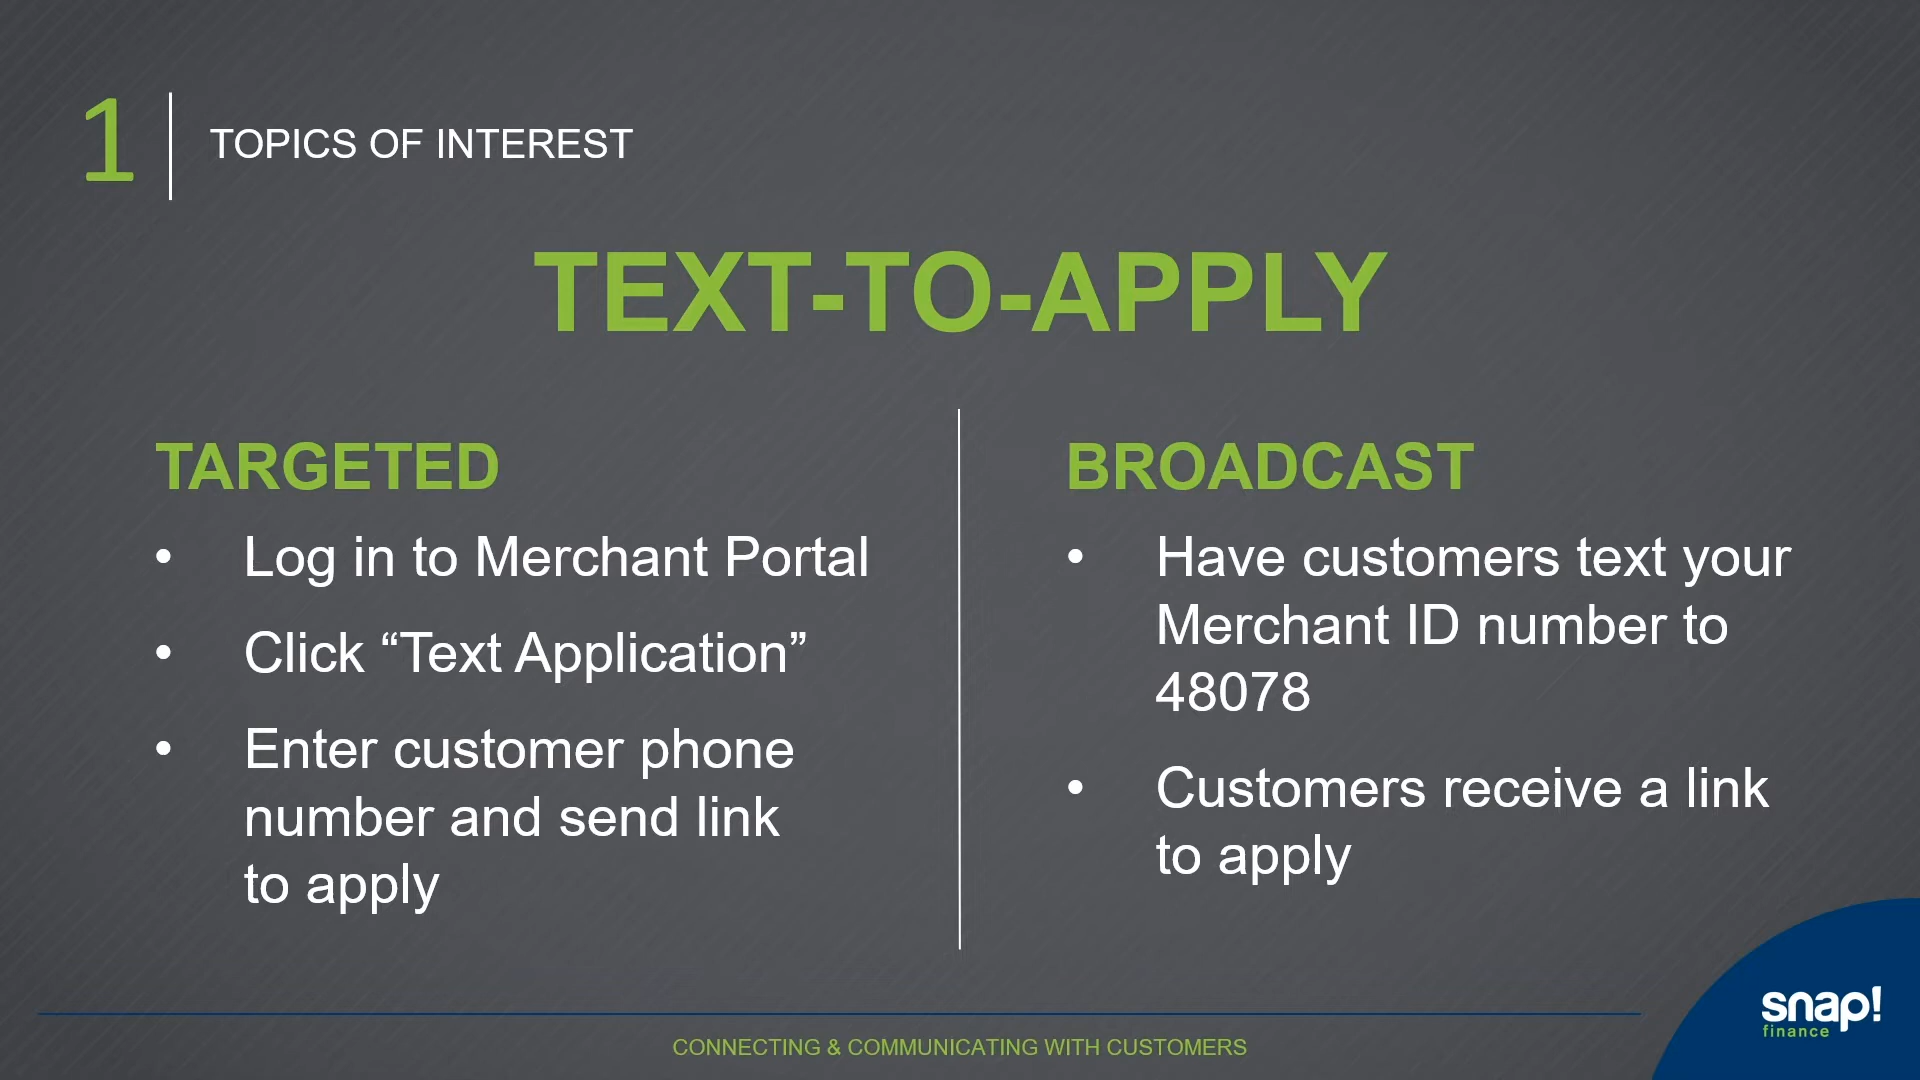 1
TOPICS OF INTEREST
TEXT-TO-APPLY
TARGETED
• Log in to Merchant Portal
• Click “Text Application”
• Enter customer phone
number and send link
to apply
BROADCAST
• Have customers text your
Merchant ID number to
48078
• Customers receive a link
to apply
CONNECTING & COMMUNICATING WITH CUSTOMERS
snap!
finance